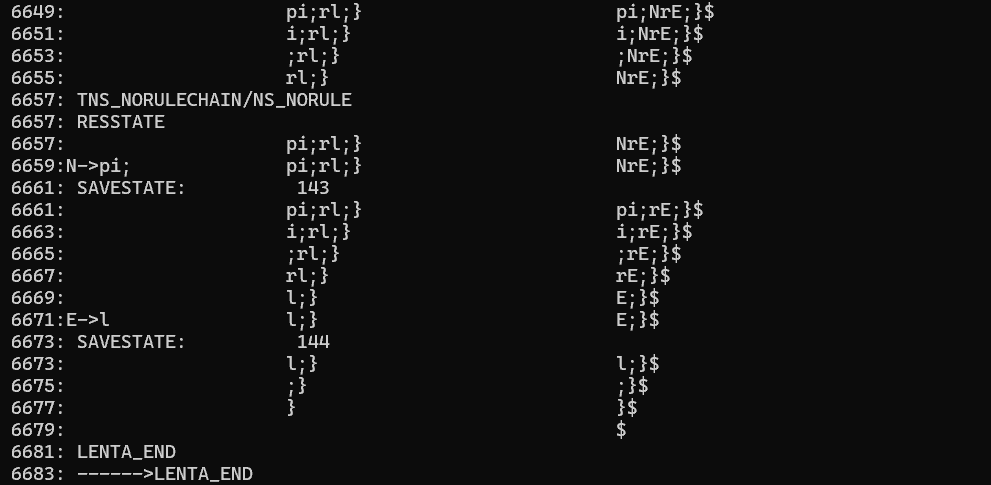 6649:                    pi;rl;}                       pi;NrE;}$
6651:                    i;rl;}                        i;NrE;}$
6653:                    ;rl;}                         ;NrE;}$
6655:                    rl;}                          NrE;}$
6657: TNS_NORULECHAIN/NS_NORULE
6657: RESSTATE
6657:                    pi;rl;}                       NrE;}$
6659:N->pi;              pi;rl;}                       NrE;}$
6661: SAVESTATE:          143
6661:                    pi;rl;}                       pi;rE;}$
6663:                    i;rl;}                        i;rE;}$
6665:                    ;rl;}                         ;rE;}$
6667:                    rl;}                          rE;}$
6669:                    l;}                           E;}$
6671:E->l                l;}                           E;}$
6673: SAVESTATE:          144
6673:                    l;}                           l;}$
6675:                    ;}                            ;}$
6677:                    }                             }$
6679:                                                  $
6681: LENTA_END
6683: ------>LENTA_END